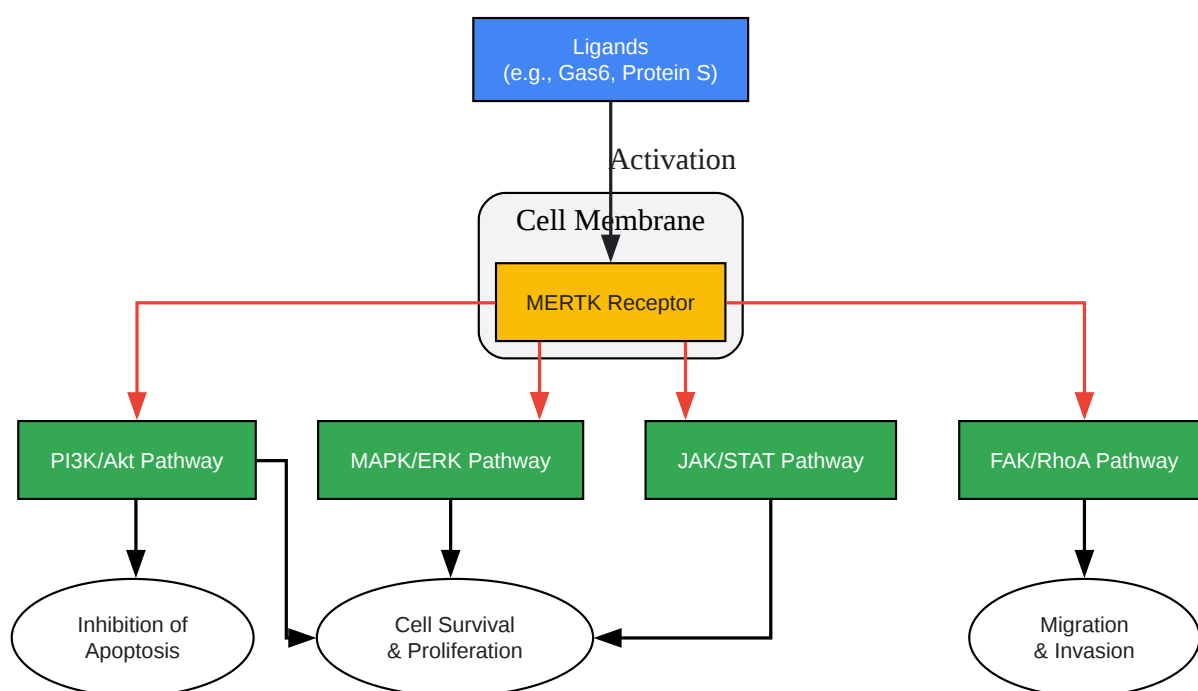 Ligands
(e.g., Gas6, Protein S)
Activation
Cell Membrane
MERTK Receptor
PI3K/Akt Pathway
MAPK/ERK Pathway
JAK/STAT Pathway
FAK/RhoA Pathway
Inhibition of
Apoptosis
Cell Survival
& Proliferation
Migration
& Invasion